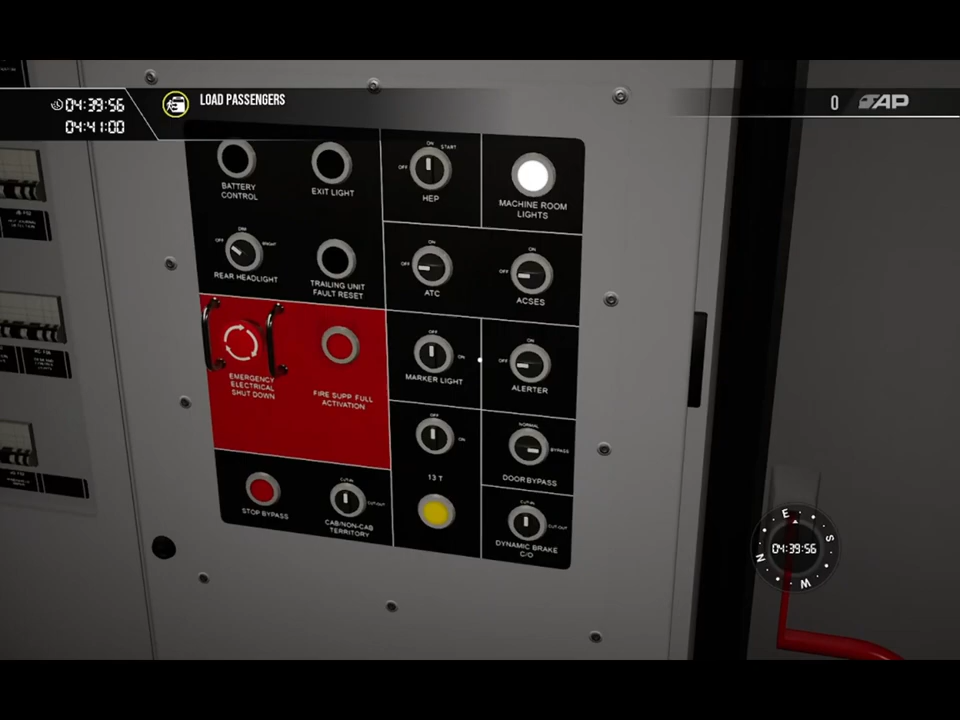 04:39:56
04:41:00
LOAD PASSENGERS
0 AP
BATTERY
CONTROL
EXIT LIGHT
OFF ON START
HEP
MACHINE ROOM
LIGHTS
OFF DIM BRIGHT
REAR HEADLIGHT
TRAILING UNIT
FAULT RESET
OFF ON
ATC
OFF ON
ACSES
EMERGENCY
ELECTRICAL
SHUT DOWN
FIRE SUPP. FULL
ACTIVATION
OFF ON
MARKER LIGHT
OFF ON
ALERTER
OFF ON
13 T
NORMAL BYPASS
DOOR BYPASS
STOP BYPASS
CUT-IN CUT-OUT
CAB/NON-CAB
TERRITORY
CUT-IN CUT-OUT
DYNAMIC BRAKE
C/O
E
S
N
W
04:39:56